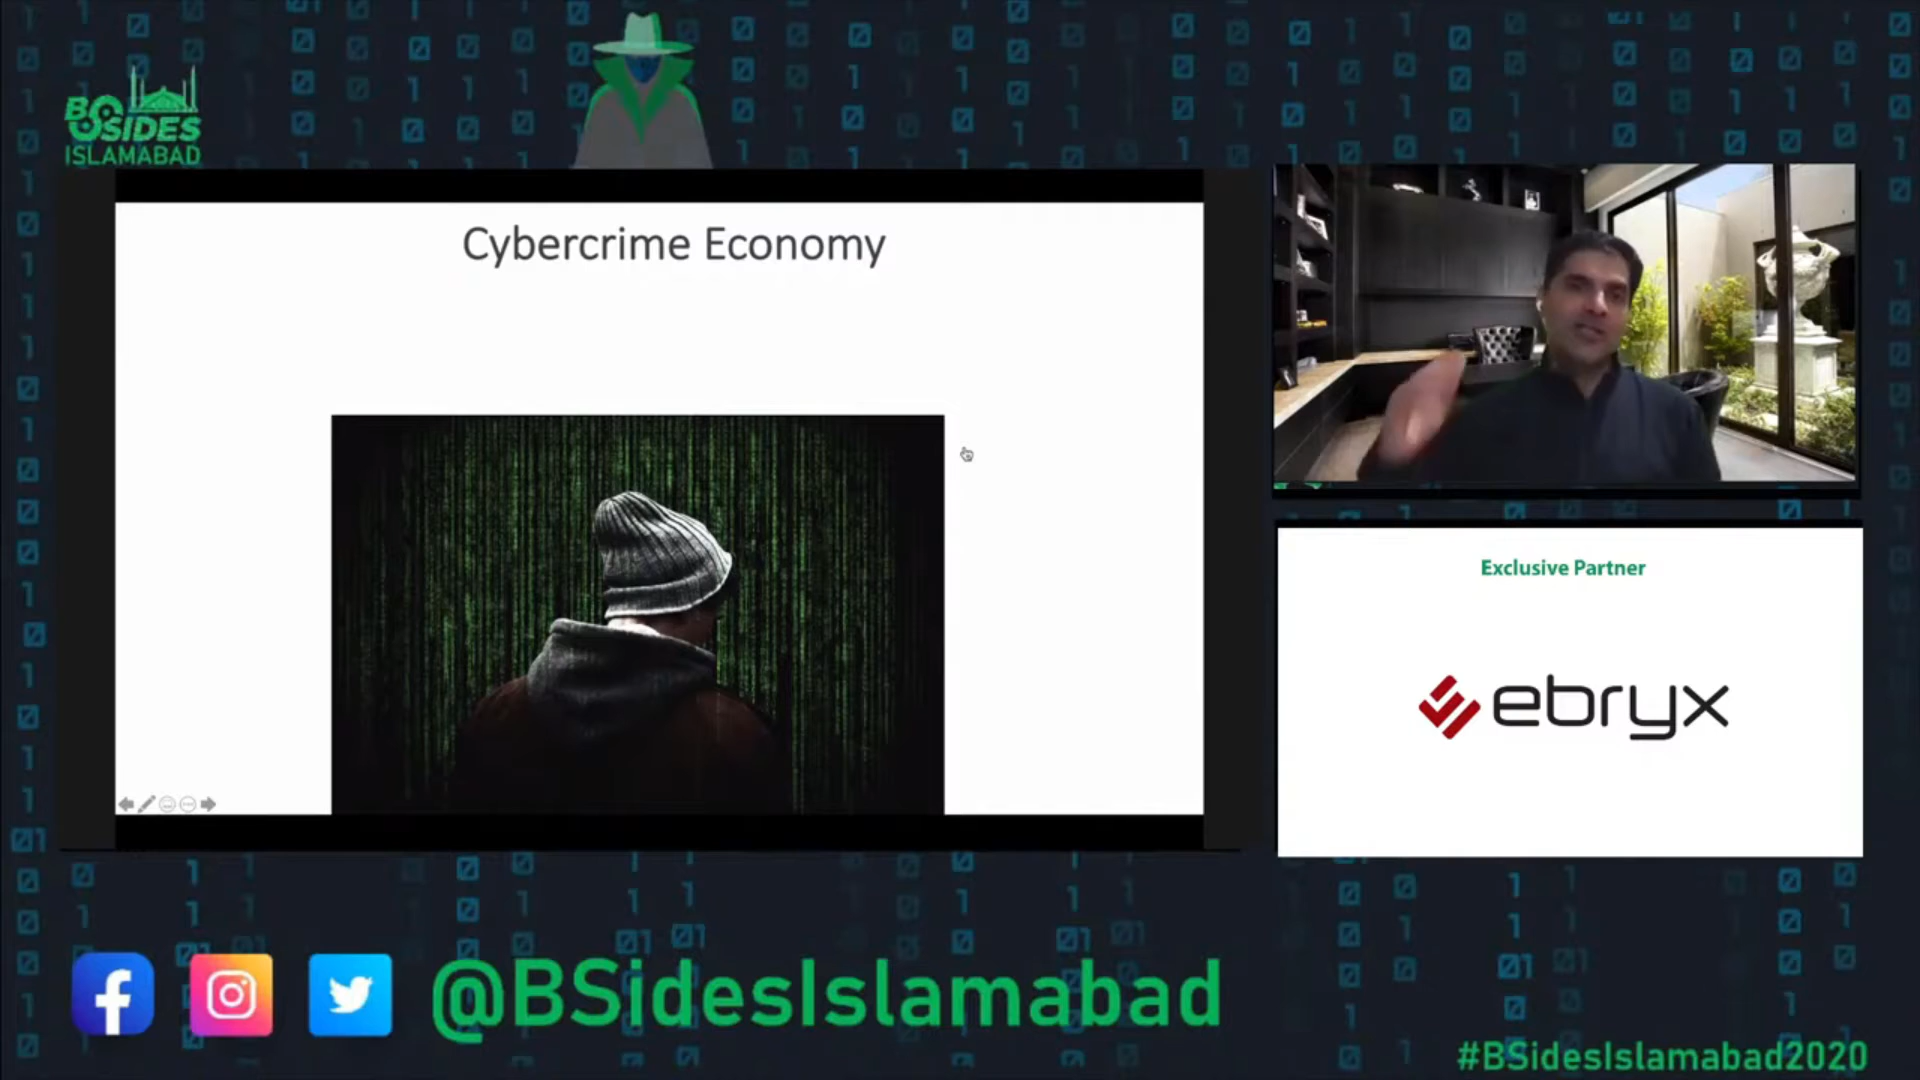 BSIDES
ISLAMABAD
Cybercrime Economy
Exclusive Partner
ebryx
@BSidesIslamabad
#BSidesIslamabad2020